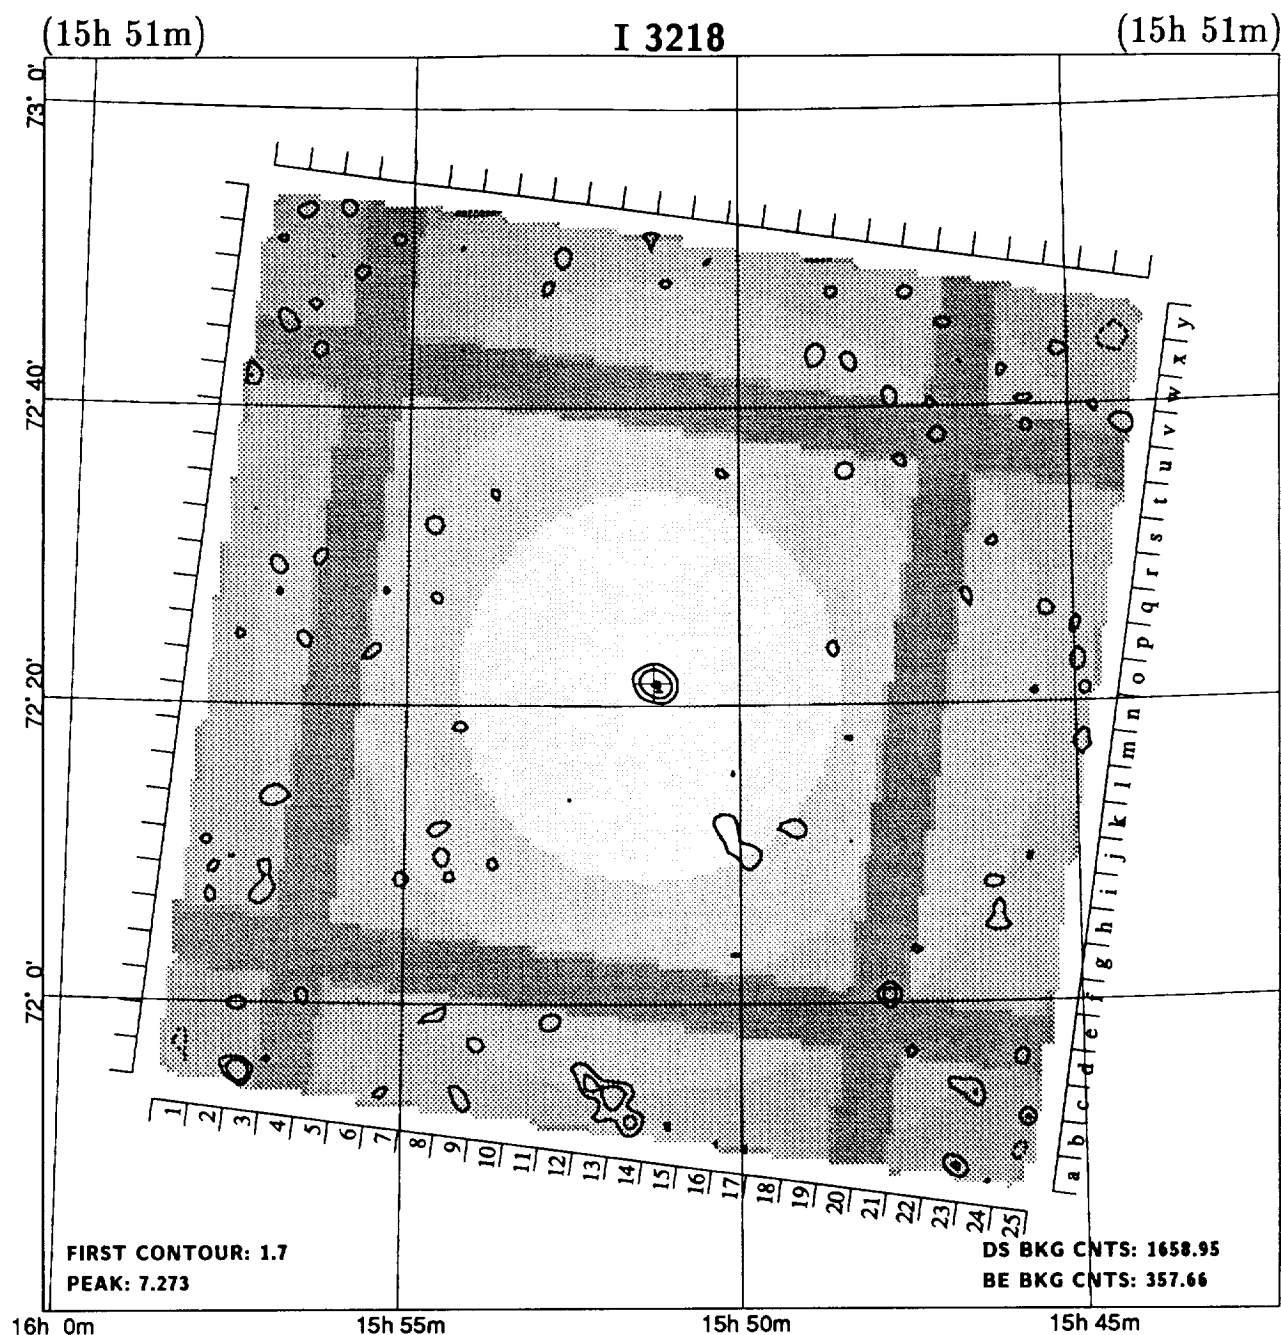 (15h 51m) I 3218 (15h 51m)
73° 0'
72° 40'
72° 20'
72° 0'
y
x
w
v
u
t
s
r
q
p
o
n
m
l
k
j
i
h
g
f
e
d
c
b
a
1 2 3 4 5 6 7 8 9 10 11 12 13 14 15 16 17 18 19 20 21 22 23 24 25
FIRST CONTOUR: 1.7
PEAK: 7.273
DS BKG CNTS: 1658.95
BE BKG CNTS: 357.66
16h 0m 15h 55m 15h 50m 15h 45m